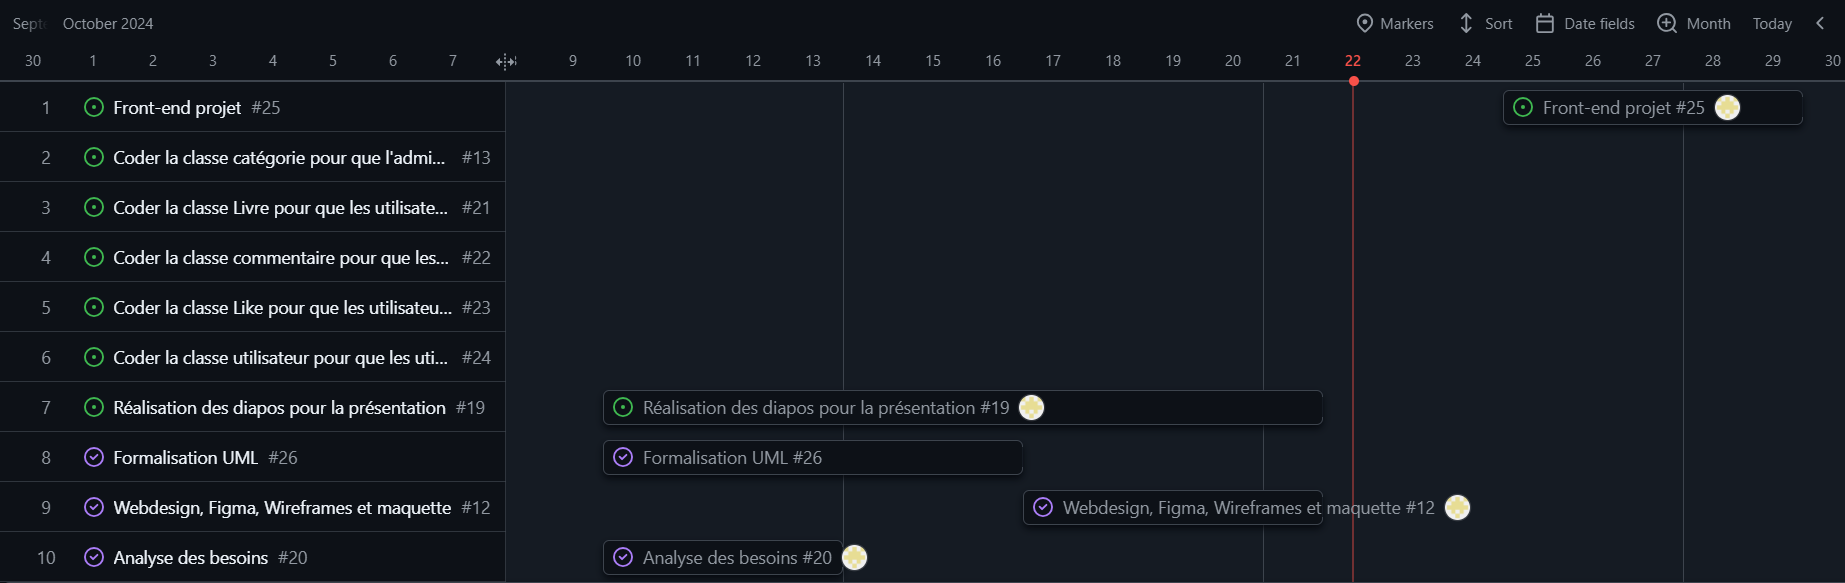 Septe October 2024 Markers Sort Date fields Month Today
30 1 2 3 4 5 6 7 9 10 11 12 13 14 15 16 17 18 19 20 21 22 23 24 25 26 27 28 29 30
1 Front-end projet #25 Front-end projet #25
2 Coder la classe catégorie pour que l'admi... #13
3 Coder la classe Livre pour que les utilisate... #21
4 Coder la classe commentaire pour que les... #22
5 Coder la classe Like pour que les utilisateu... #23
6 Coder la classe utilisateur pour que les uti... #24
7 Réalisation des diapos pour la présentation #19 Réalisation des diapos pour la présentation #19
8 Formalisation UML #26 Formalisation UML #26
9 Webdesign, Figma, Wireframes et maquette #12 Webdesign, Figma, Wireframes et maquette #12
10 Analyse des besoins #20 Analyse des besoins #20